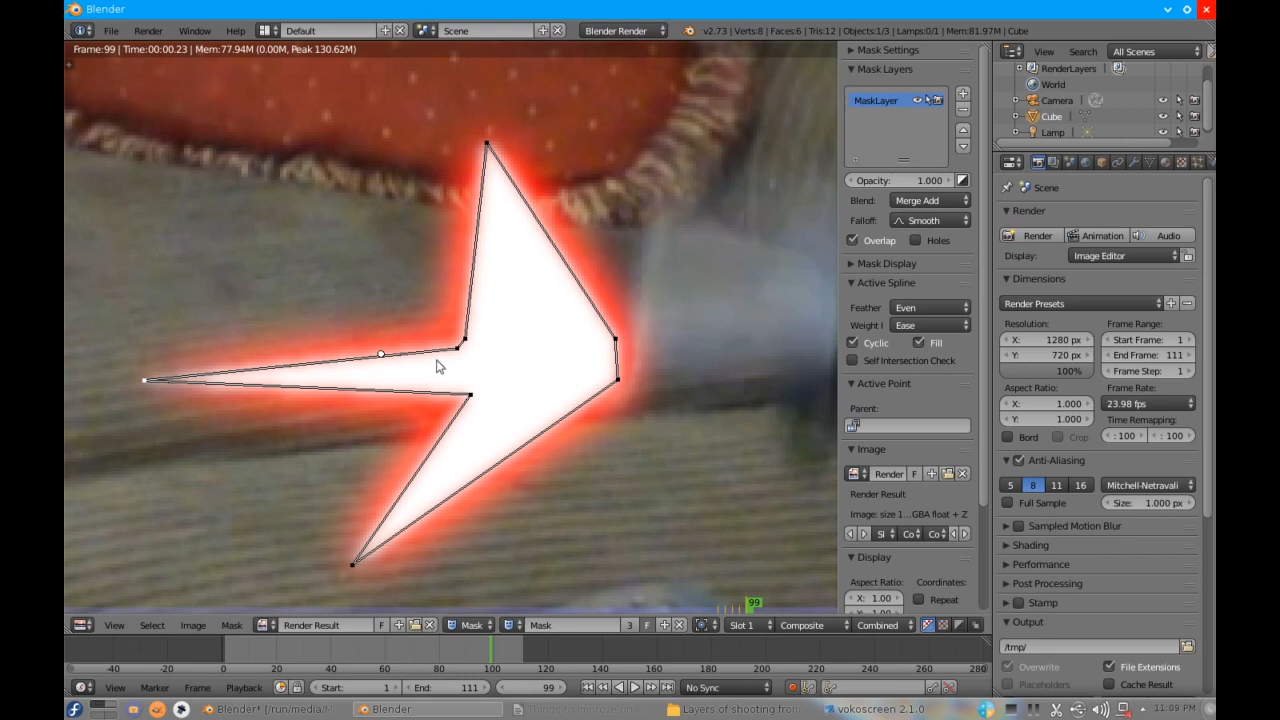 Blender
File Render Window Help Default Scene Blender Render v2.73 | Verts:8 | Faces:6 | Tris:12 | Objects:1/3 | Lamps:0/1 | Mem:81.97M | Cube
Frame:99 | Time:00:00.23 | Mem:77.94M (0.00M, Peak 130.62M)
Mask Settings
Mask Layers
MaskLayer
Opacity: 1.000
Blend: Merge Add
Falloff: Smooth
Overlap Holes
Mask Display
Active Spline
Feather Even
Weight I Ease
Cyclic Fill
Self Intersection Check
Active Point
Parent:
Image
Render F
Render Result
Image: size 1...GBA float + Z
Sl Co Co
Display
Aspect Ratio: Coordinates:
X: 1.00 Repeat
View Search All Scenes
RenderLayers
World
Camera
Cube
Lamp
Scene
Render
Render Animation Audio
Display: Image Editor
Dimensions
Render Presets
Resolution: Frame Range:
X: 1280 px Start Frame: 1
Y: 720 px End Frame: 111
100% Frame Step: 1
Aspect Ratio: Frame Rate:
X: 1.000 23.98 fps
Y: 1.000 Time Remapping:
Bord Crop : 100 : 100
Anti-Aliasing
5 8 11 16 Mitchell-Netravali
Full Sample Size: 1.000 px
Sampled Motion Blur
Shading
Performance
Post Processing
Stamp
Output
/tmp/
Overwrite File Extensions
Placeholders Cache Result
99
View Select Image Mask Render Result F Mask Mask 3 F Slot 1 Composite Combined
-40 -20 0 20 40 60 80 100 120 140 160 180 200 220 240 260 280
View Marker Frame Playback Start: 1 End: 111 99 No Sync
Blender* [/run/media/M Blender Things to improve on Layers of shooting from vokoscreen 2.1.0 11:09 PM